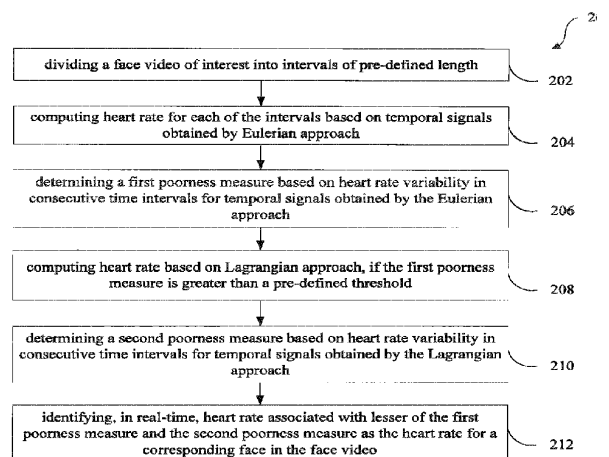 dividing a face video of interest into intervals of pre-defined length
202
computing heart rate for each of the intervals based on temporal signals
obtained by Eulerian approach
204
determining a first poorness measure based on heart rate variability in
consecutive time intervals for temporal signals obtained by the Eulerian
approach
206
computing heart rate based on Lagrangian approach, if the first poorness
measure is greater than a pre-defined threshold
208
determining a second poorness measure based on heart rate variability in
consecutive time intervals for temporal signals obtained by the Lagrangian
approach
210
identifying, in real-time, heart rate associated with lesser of the first
poorness measure and the second poorness measure as the heart rate for a
corresponding face in the face video
212